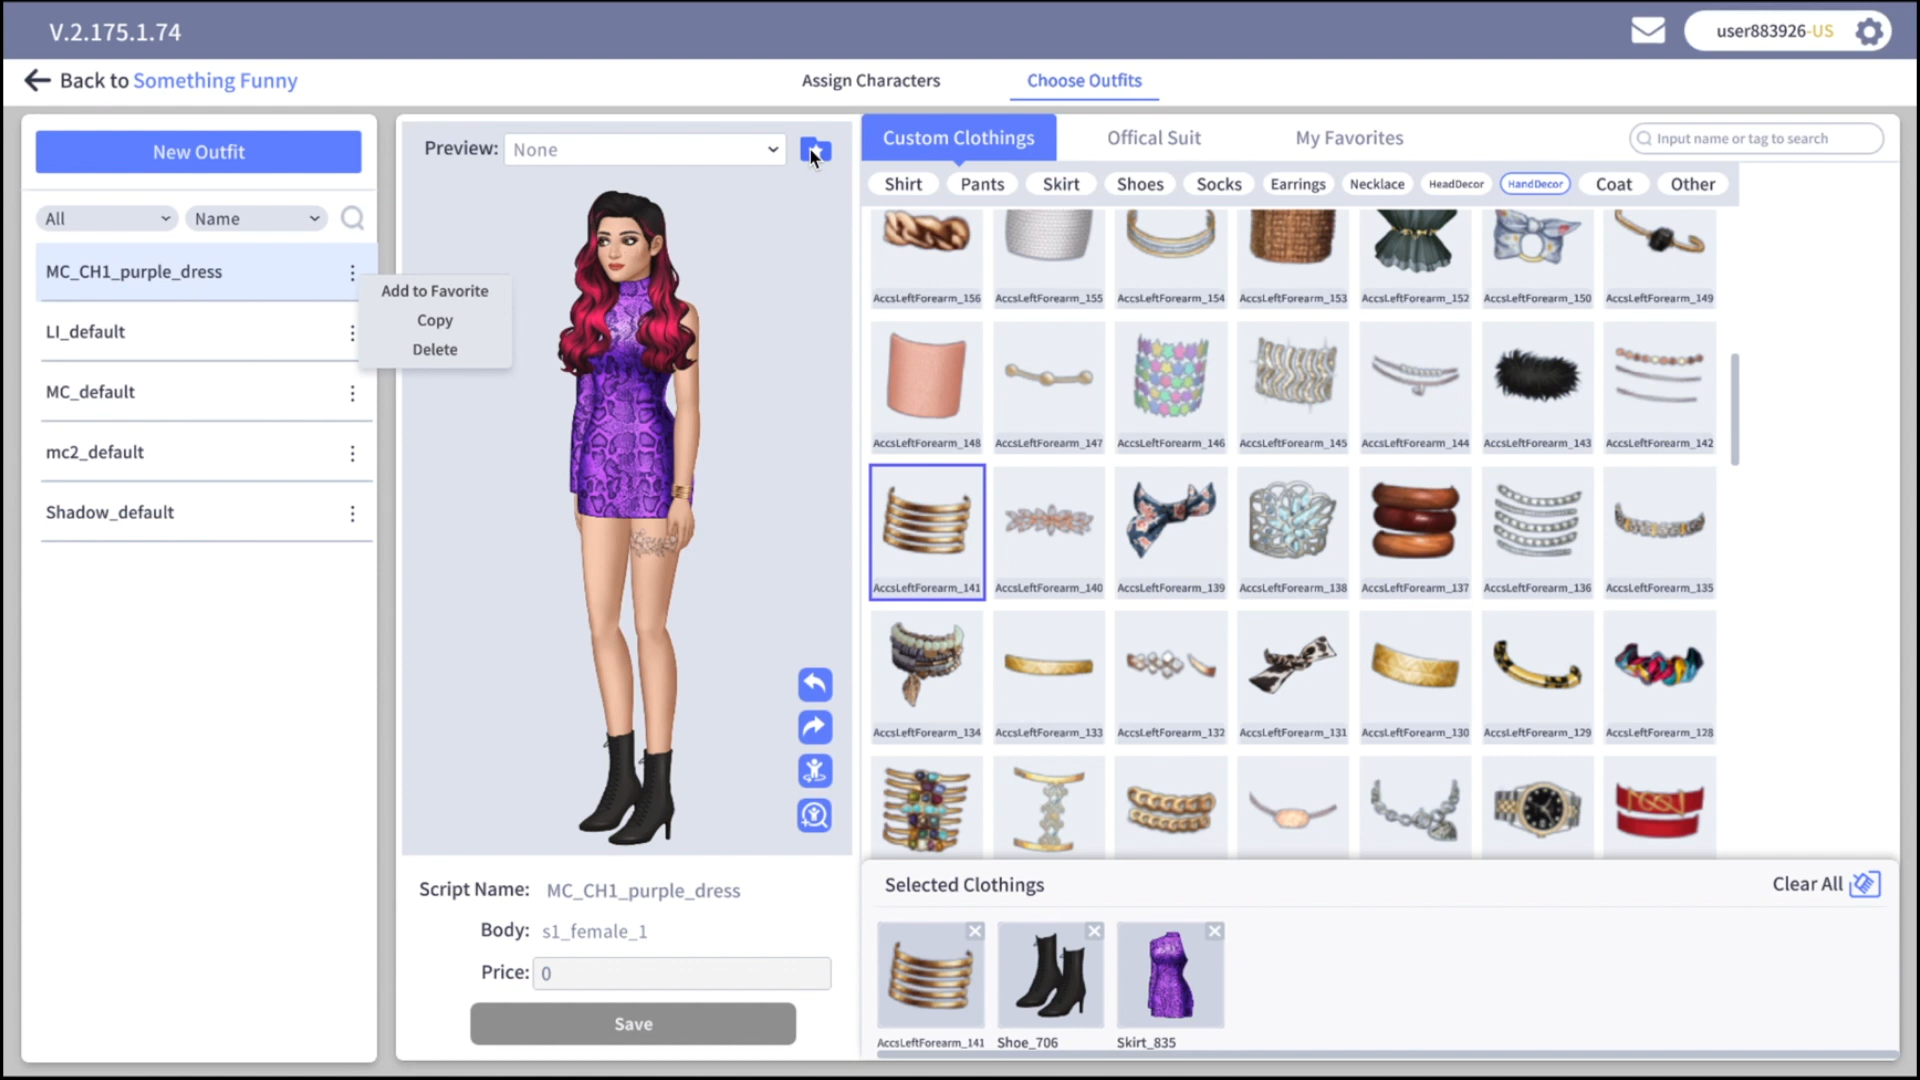 V.2.175.1.74
user883926-US
Back to Something Funny
Assign Characters
Choose Outfits
New Outfit
All
Name
MC_CH1_purple_dress
LI_default
MC_default
mc2_default
Shadow_default
Add to Favorite
Copy
Delete
Preview:
None
Script Name: MC_CH1_purple_dress
Body: s1_female_1
Price: 0
Save
Custom Clothings
Offical Suit
My Favorites
Input name or tag to search
Shirt
Pants
Skirt
Shoes
Socks
Earrings
Necklace
HeadDecor
HandDecor
Coat
Other
AccsLeftForearm_156
AccsLeftForearm_155
AccsLeftForearm_154
AccsLeftForearm_153
AccsLeftForearm_152
AccsLeftForearm_150
AccsLeftForearm_149
AccsLeftForearm_148
AccsLeftForearm_147
AccsLeftForearm_146
AccsLeftForearm_145
AccsLeftForearm_144
AccsLeftForearm_143
AccsLeftForearm_142
AccsLeftForearm_141
AccsLeftForearm_140
AccsLeftForearm_139
AccsLeftForearm_138
AccsLeftForearm_137
AccsLeftForearm_136
AccsLeftForearm_135
AccsLeftForearm_134
AccsLeftForearm_133
AccsLeftForearm_132
AccsLeftForearm_131
AccsLeftForearm_130
AccsLeftForearm_129
AccsLeftForearm_128
Selected Clothings
Clear All
AccsLeftForearm_141
Shoe_706
Skirt_835